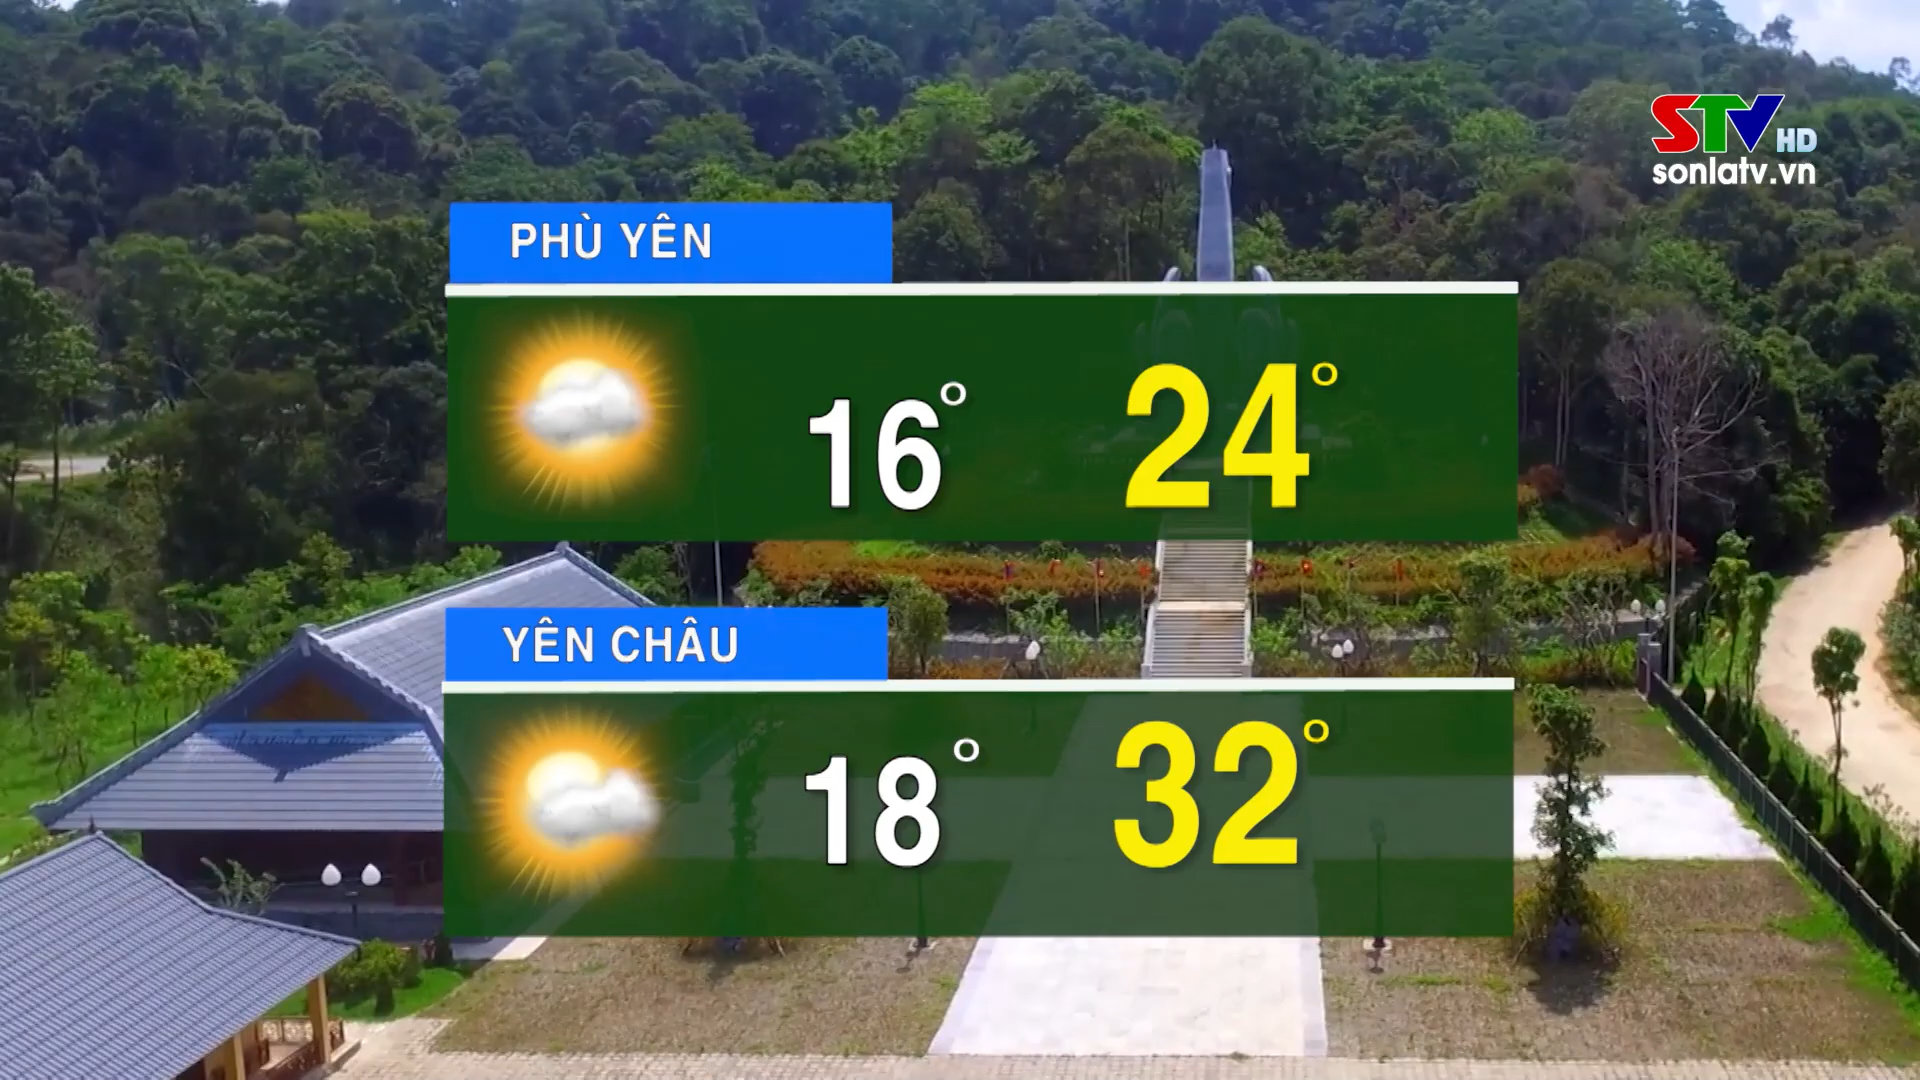 STV HD
sonlatv.vn
PHÙ YÊN
16° 24°
YÊN CHÂU
18° 32°